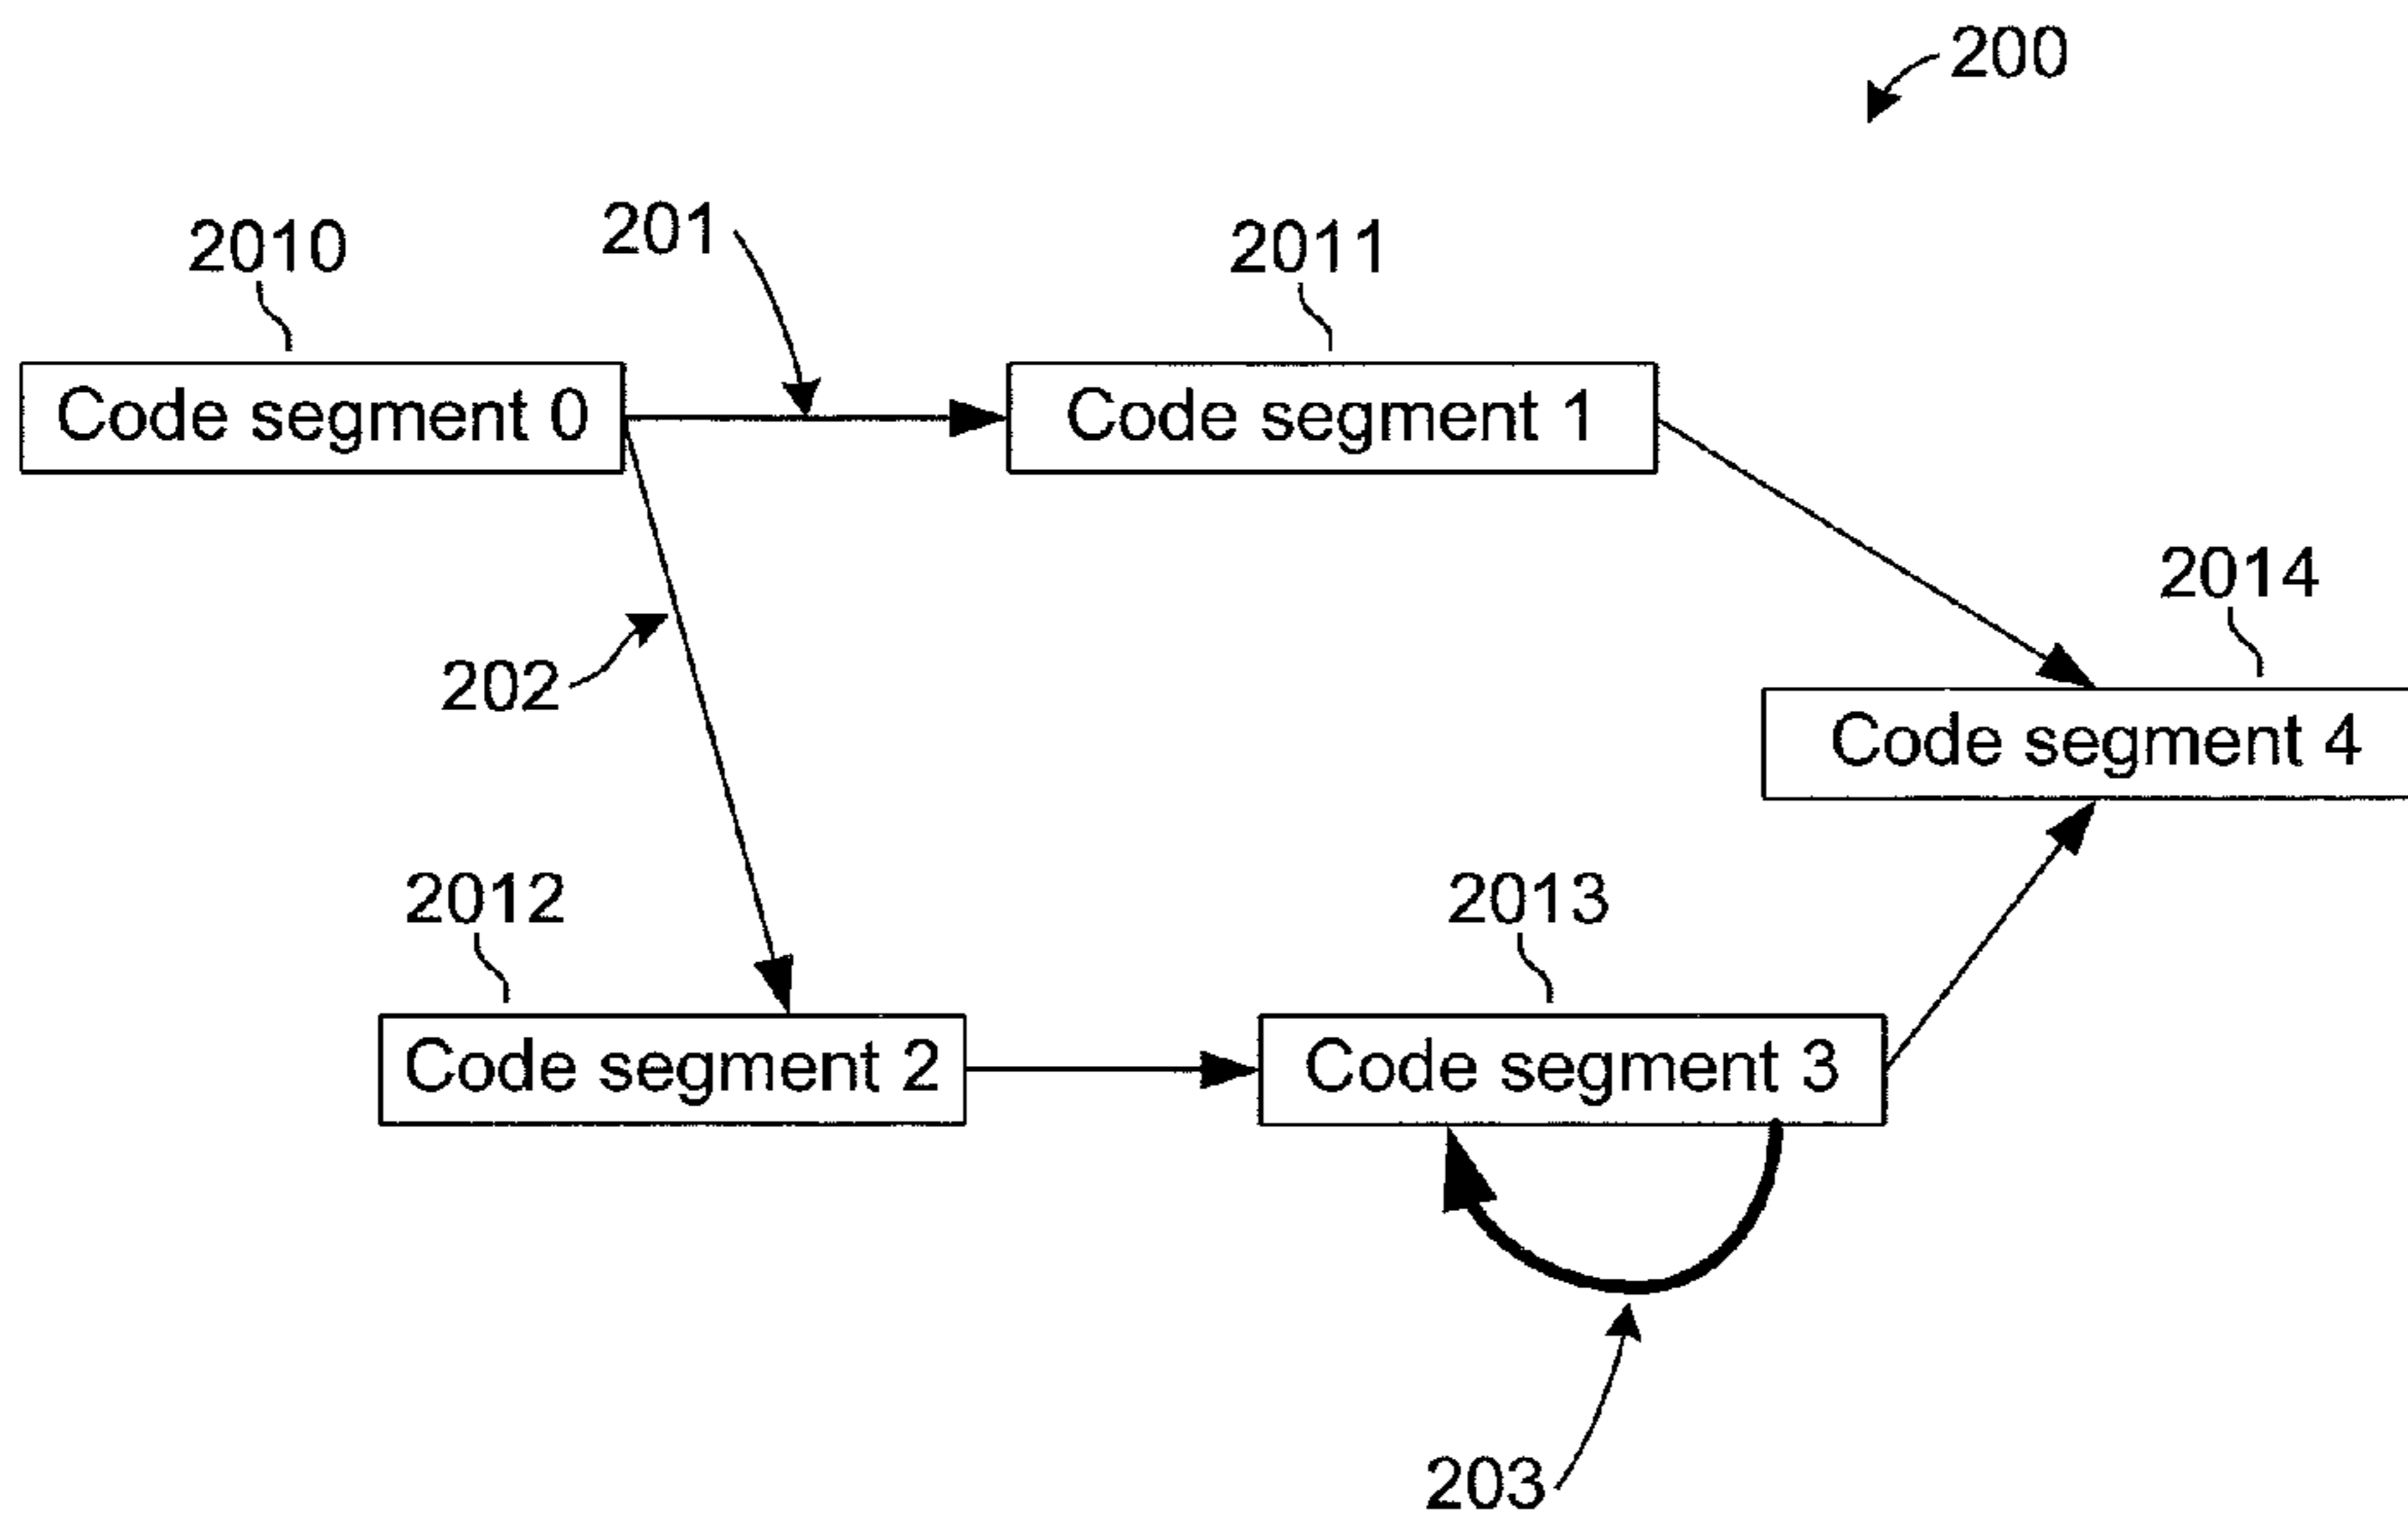 200
2010
201
2011
Code segment 0
Code segment 1
2014
202
Code segment 4
2012
2013
Code segment 2
Code segment 3
203